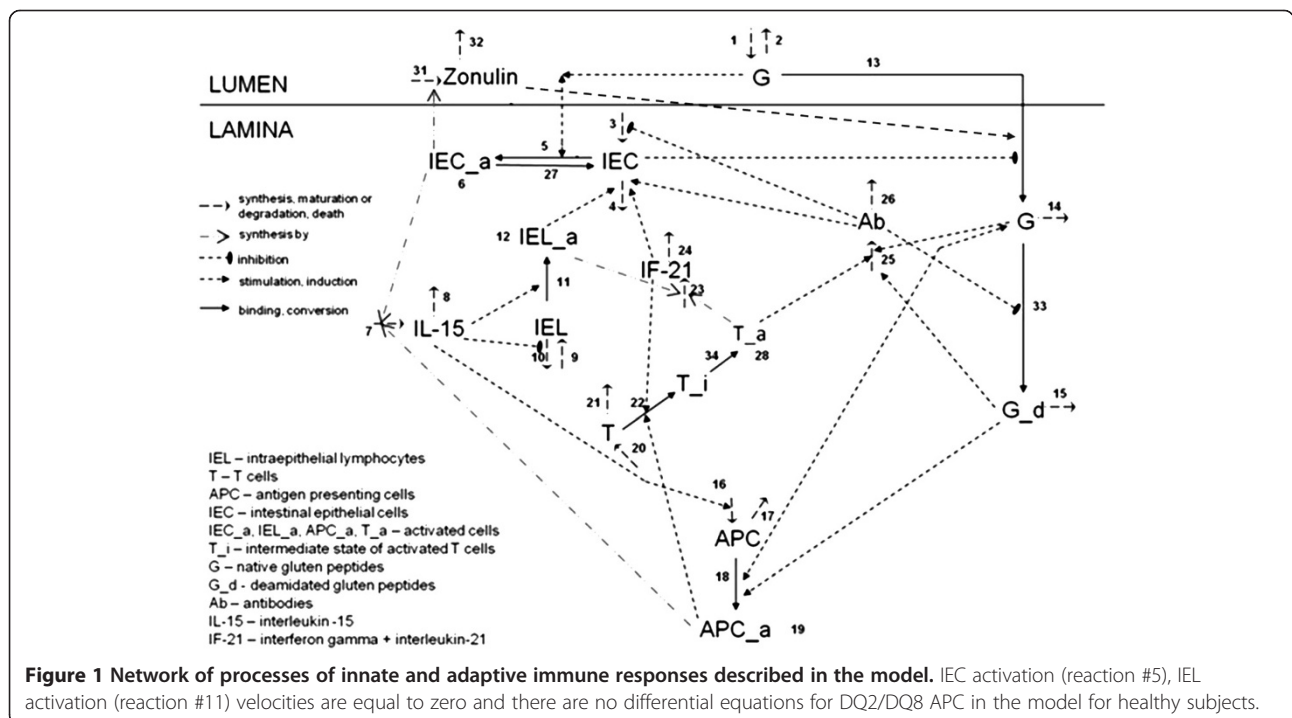 32
1
2
31
Zonulin
G
13
LUMEN
LAMINA
3
5
IEC_a
IEC
27
6
synthesis, maturation or
degradation, death
synthesis by
inhibition
stimulation, induction
binding, conversion
4
26
Ab
14
G
12 IEL_a
24
IF-21
25
11
23
8
7
IL-15
IEL
10
9
T_a
28
34
T_i
33
21
22
T
20
G_d
15
16
17
APC
18
APC_a
19
IEL – intraepithelial lymphocytes
T – T cells
APC – antigen presenting cells
IEC – intestinal epithelial cells
IEC_a, IEL_a, APC_a, T_a – activated cells
T_i – intermediate state of activated T cells
G – native gluten peptides
G_d - deamidated gluten peptides
Ab – antibodies
IL-15 – interleukin -15
IF-21 – interferon gamma + interleukin-21
Figure 1 Network of processes of innate and adaptive immune responses described in the model. IEC activation (reaction #5), IEL
activation (reaction #11) velocities are equal to zero and there are no differential equations for DQ2/DQ8 APC in the model for healthy subjects.